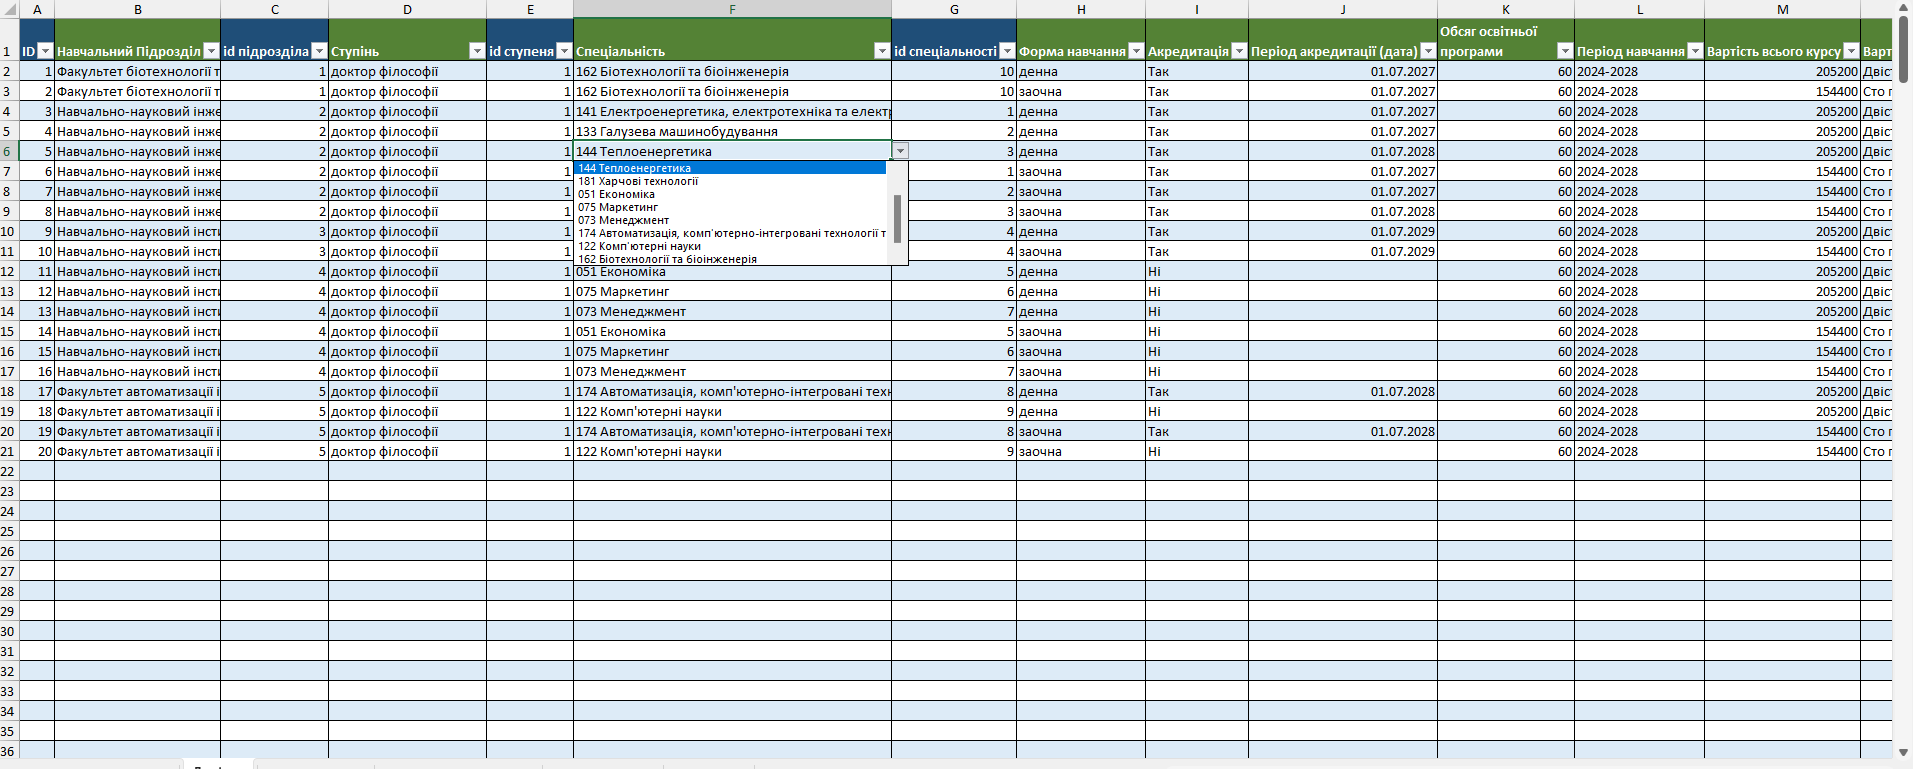 A B C D E F G H I J K L M
1 ID Навчальний Підрозділ id підрозділа Ступінь id ступеня Спеціальність id спеціальності Форма навчання Акредитація Період акредитації (дата) Обсяг освітньої програми Період навчання Вартість всього курсу Варт
2 1 Факультет біотехнології т 1 доктор філософії 1 162 Біотехнології та біоінженерія 10 денна Так 01.07.2027 60 2024-2028 205200 Двіст
3 2 Факультет біотехнології т 1 доктор філософії 1 162 Біотехнології та біоінженерія 10 заочна Так 01.07.2027 60 2024-2028 154400 Сто п
4 3 Навчально-науковий інже 2 доктор філософії 1 141 Електроенергетика, електротехніка та електр 1 денна Так 01.07.2027 60 2024-2028 205200 Двіст
5 4 Навчально-науковий інже 2 доктор філософії 1 133 Галузева машинобудування 2 денна Так 01.07.2027 60 2024-2028 205200 Двіст
6 5 Навчально-науковий інже 2 доктор філософії 1 144 Теплоенергетика 3 денна Так 01.07.2028 60 2024-2028 205200 Двіст
7 6 Навчально-науковий інже 2 доктор філософії 1 1 заочна Так 01.07.2027 60 2024-2028 154400 Сто п
8 7 Навчально-науковий інже 2 доктор філософії 1 2 заочна Так 01.07.2027 60 2024-2028 154400 Сто п
9 8 Навчально-науковий інже 2 доктор філософії 1 3 заочна Так 01.07.2028 60 2024-2028 154400 Сто п
10 9 Навчально-науковий інсти 3 доктор філософії 1 4 денна Так 01.07.2029 60 2024-2028 205200 Двіст
11 10 Навчально-науковий інсти 3 доктор філософії 1 4 заочна Так 01.07.2029 60 2024-2028 154400 Сто п
144 Теплоенергетика
181 Харчові технології
051 Економіка
075 Маркетинг
073 Менеджмент
174 Автоматизація, комп'ютерно-інтегровані технології т
122 Комп'ютерні науки
162 Біотехнології та біоінженерія
12 11 Навчально-науковий інсти 4 доктор філософії 1 051 Економіка 5 денна Ні 60 2024-2028 205200 Двіст
13 12 Навчально-науковий інсти 4 доктор філософії 1 075 Маркетинг 6 денна Ні 60 2024-2028 205200 Двіст
14 13 Навчально-науковий інсти 4 доктор філософії 1 073 Менеджмент 7 денна Ні 60 2024-2028 205200 Двіст
15 14 Навчально-науковий інсти 4 доктор філософії 1 051 Економіка 5 заочна Ні 60 2024-2028 154400 Сто п
16 15 Навчально-науковий інсти 4 доктор філософії 1 075 Маркетинг 6 заочна Ні 60 2024-2028 154400 Сто п
17 16 Навчально-науковий інсти 4 доктор філософії 1 073 Менеджмент 7 заочна Ні 60 2024-2028 154400 Сто п
18 17 Факультет автоматизації і 5 доктор філософії 1 174 Автоматизація, комп'ютерно-інтегровані техн 8 денна Так 01.07.2028 60 2024-2028 205200 Двіст
19 18 Факультет автоматизації і 5 доктор філософії 1 122 Комп'ютерні науки 9 денна Ні 60 2024-2028 205200 Двіст
20 19 Факультет автоматизації і 5 доктор філософії 1 174 Автоматизація, комп'ютерно-інтегровані техн 8 заочна Так 01.07.2028 60 2024-2028 154400 Сто п
21 20 Факультет автоматизації і 5 доктор філософії 1 122 Комп'ютерні науки 9 заочна Ні 60 2024-2028 154400 Сто п
22
23
24
25
26
27
28
29
30
31
32
33
34
35
36